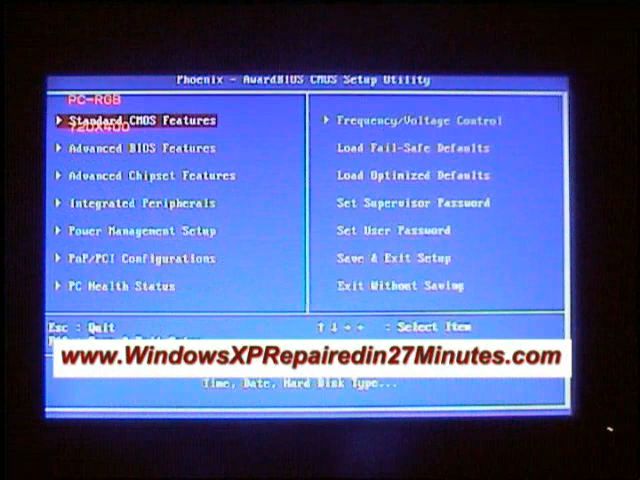 Phoenix - AwardBIOS CMOS Setup Utility
PC-RGB
720X400
Standard CMOS Features
Advanced BIOS Features
Advanced Chipset Features
Integrated Peripherals
Power Management Setup
PnP/PCI Configurations
PC Health Status
Frequency/Voltage Control
Load Fail-Safe Defaults
Load Optimized Defaults
Set Supervisor Password
Set User Password
Save & Exit Setup
Exit Without Saving
Esc : Quit
↑ ↓ → ← : Select Item
www.WindowsXPRepairedin27Minutes.com
Time, Date, Hard Disk Type...